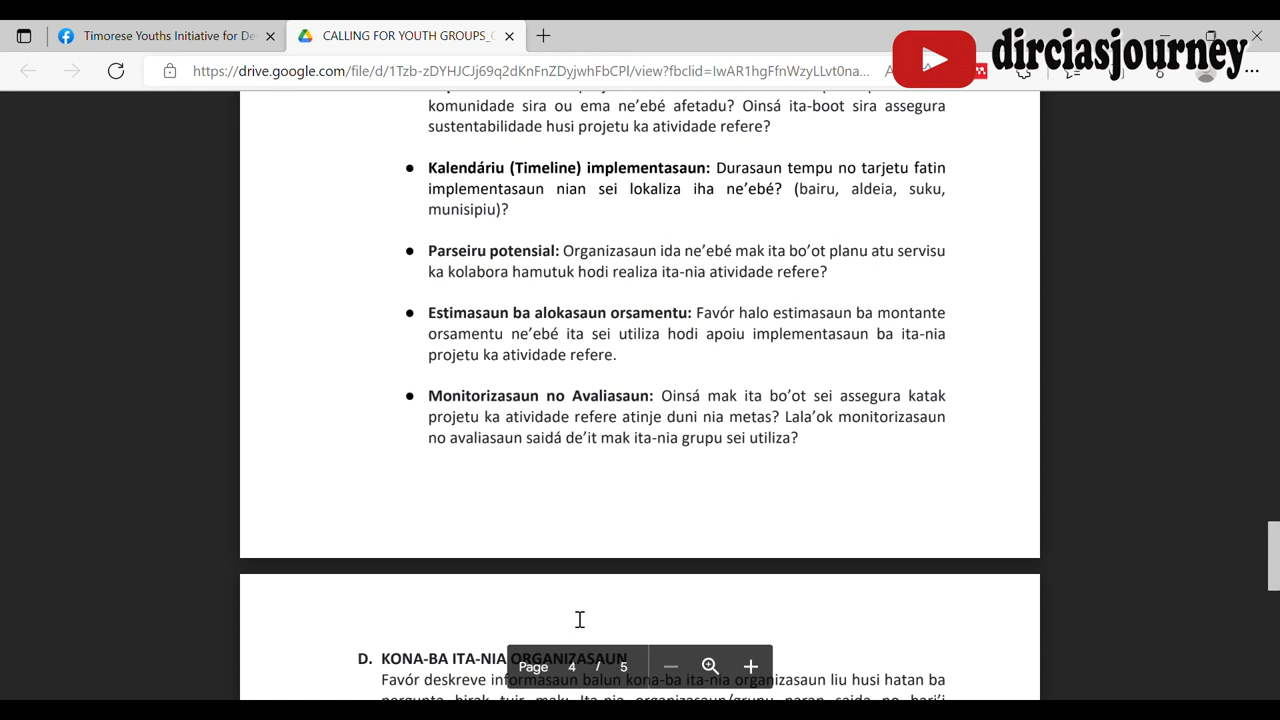 Timorese Youths Initiative for De
CALLING FOR YOUTH GROUPS_
dirciasjourney
https://drive.google.com/file/d/1Tzb-zDYHJCJj69q2dKnFnZDyjwhFbCPl/view?fbclid=IwAR1hgFfnWzyLLvt0na...
komunidade sira ou ema ne’ebé afetadu? Oinsá ita-boot sira assegura
sustentabilidade husi projetu ka atividade refere?
● Kalendáriu (Timeline) implementasaun: Durasaun tempu no tarjetu fatin
implementasaun nian sei lokaliza iha ne’ebé? (bairu, aldeia, suku,
munisipiu)?
● Parseiru potensial: Organizasaun ida ne’ebé mak ita bo’ot planu atu servisu
ka kolabora hamutuk hodi realiza ita-nia atividade refere?
● Estimasaun ba alokasaun orsamentu: Favór halo estimasaun ba montante
orsamentu ne’ebé ita sei utiliza hodi apoiu implementasaun ba ita-nia
projetu ka atividade refere.
● Monitorizasaun no Avaliasaun: Oinsá mak ita bo’ot sei assegura katak
projetu ka atividade refere atinje duni nia metas? Lala’ok monitorizasaun
no avaliasaun saidá de’it mak ita-nia grupu sei utiliza?
D. KONA-BA ITA-NIA ORGANIZASAUN
Page 4 / 5
Favór deskreve informasaun balun kona-ba ita-nia organizasaun liu husi hatan ba